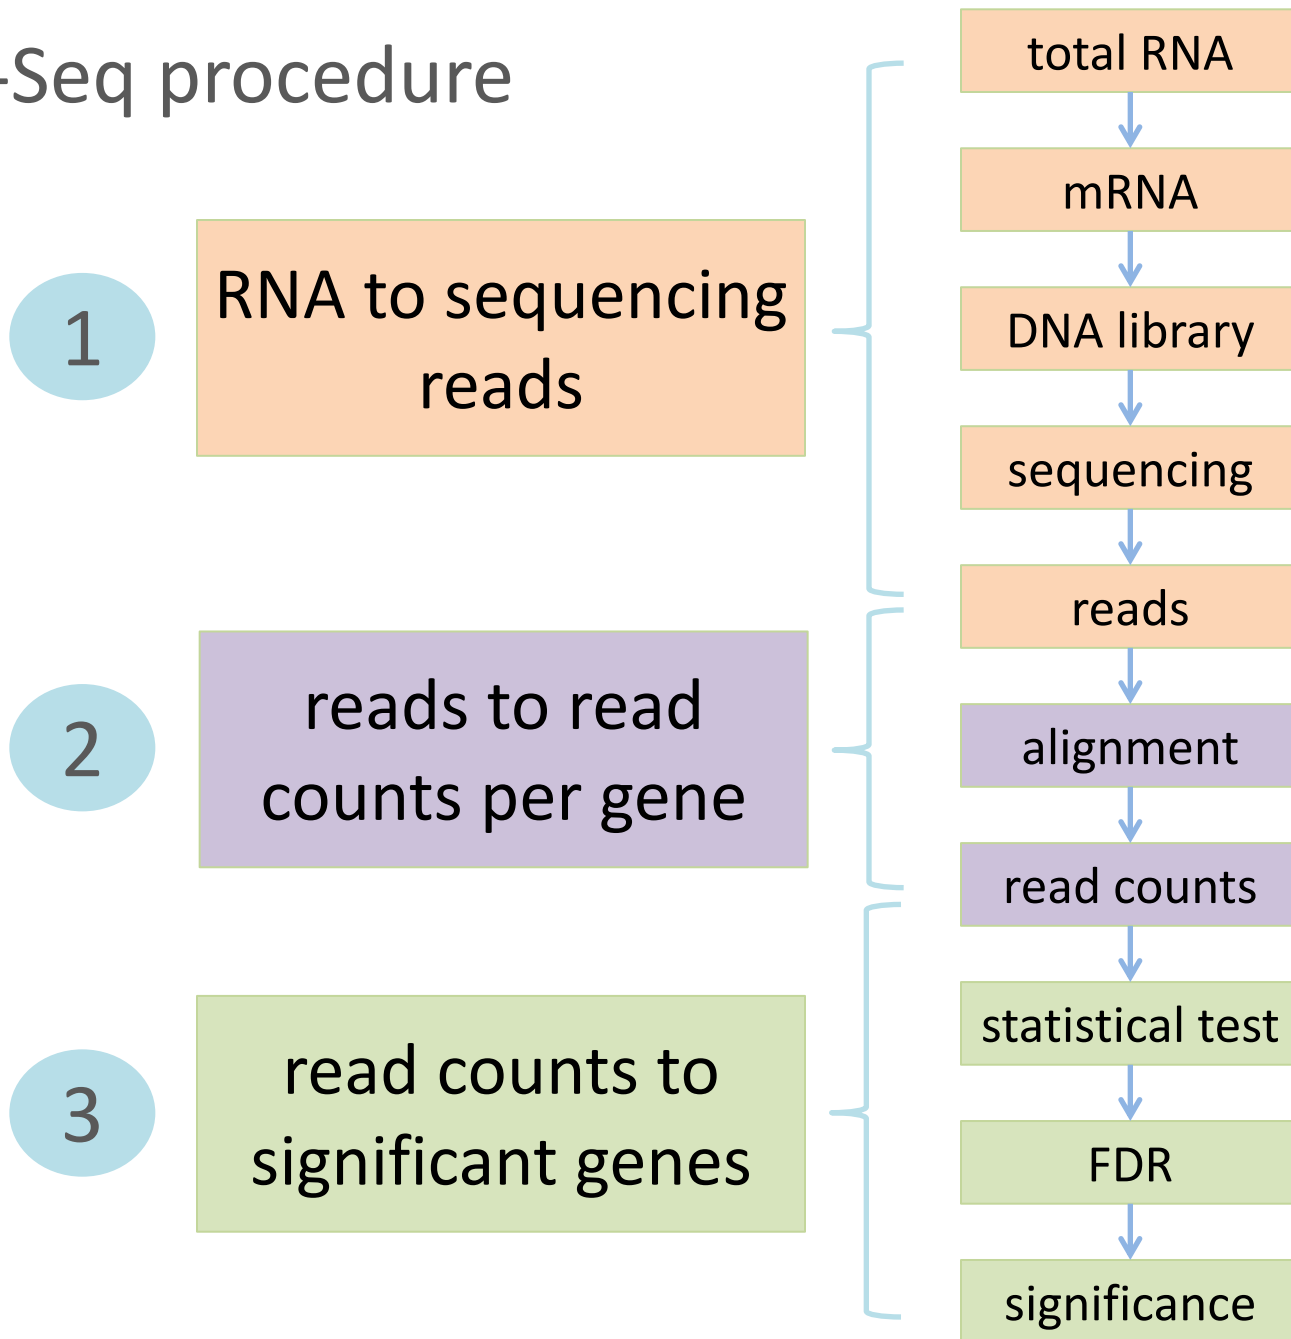 -Seq procedure
1
RNA to sequencing
reads
2
reads to read
counts per gene
3
read counts to
significant genes
total RNA
mRNA
DNA library
sequencing
reads
alignment
read counts
statistical test
FDR
significance